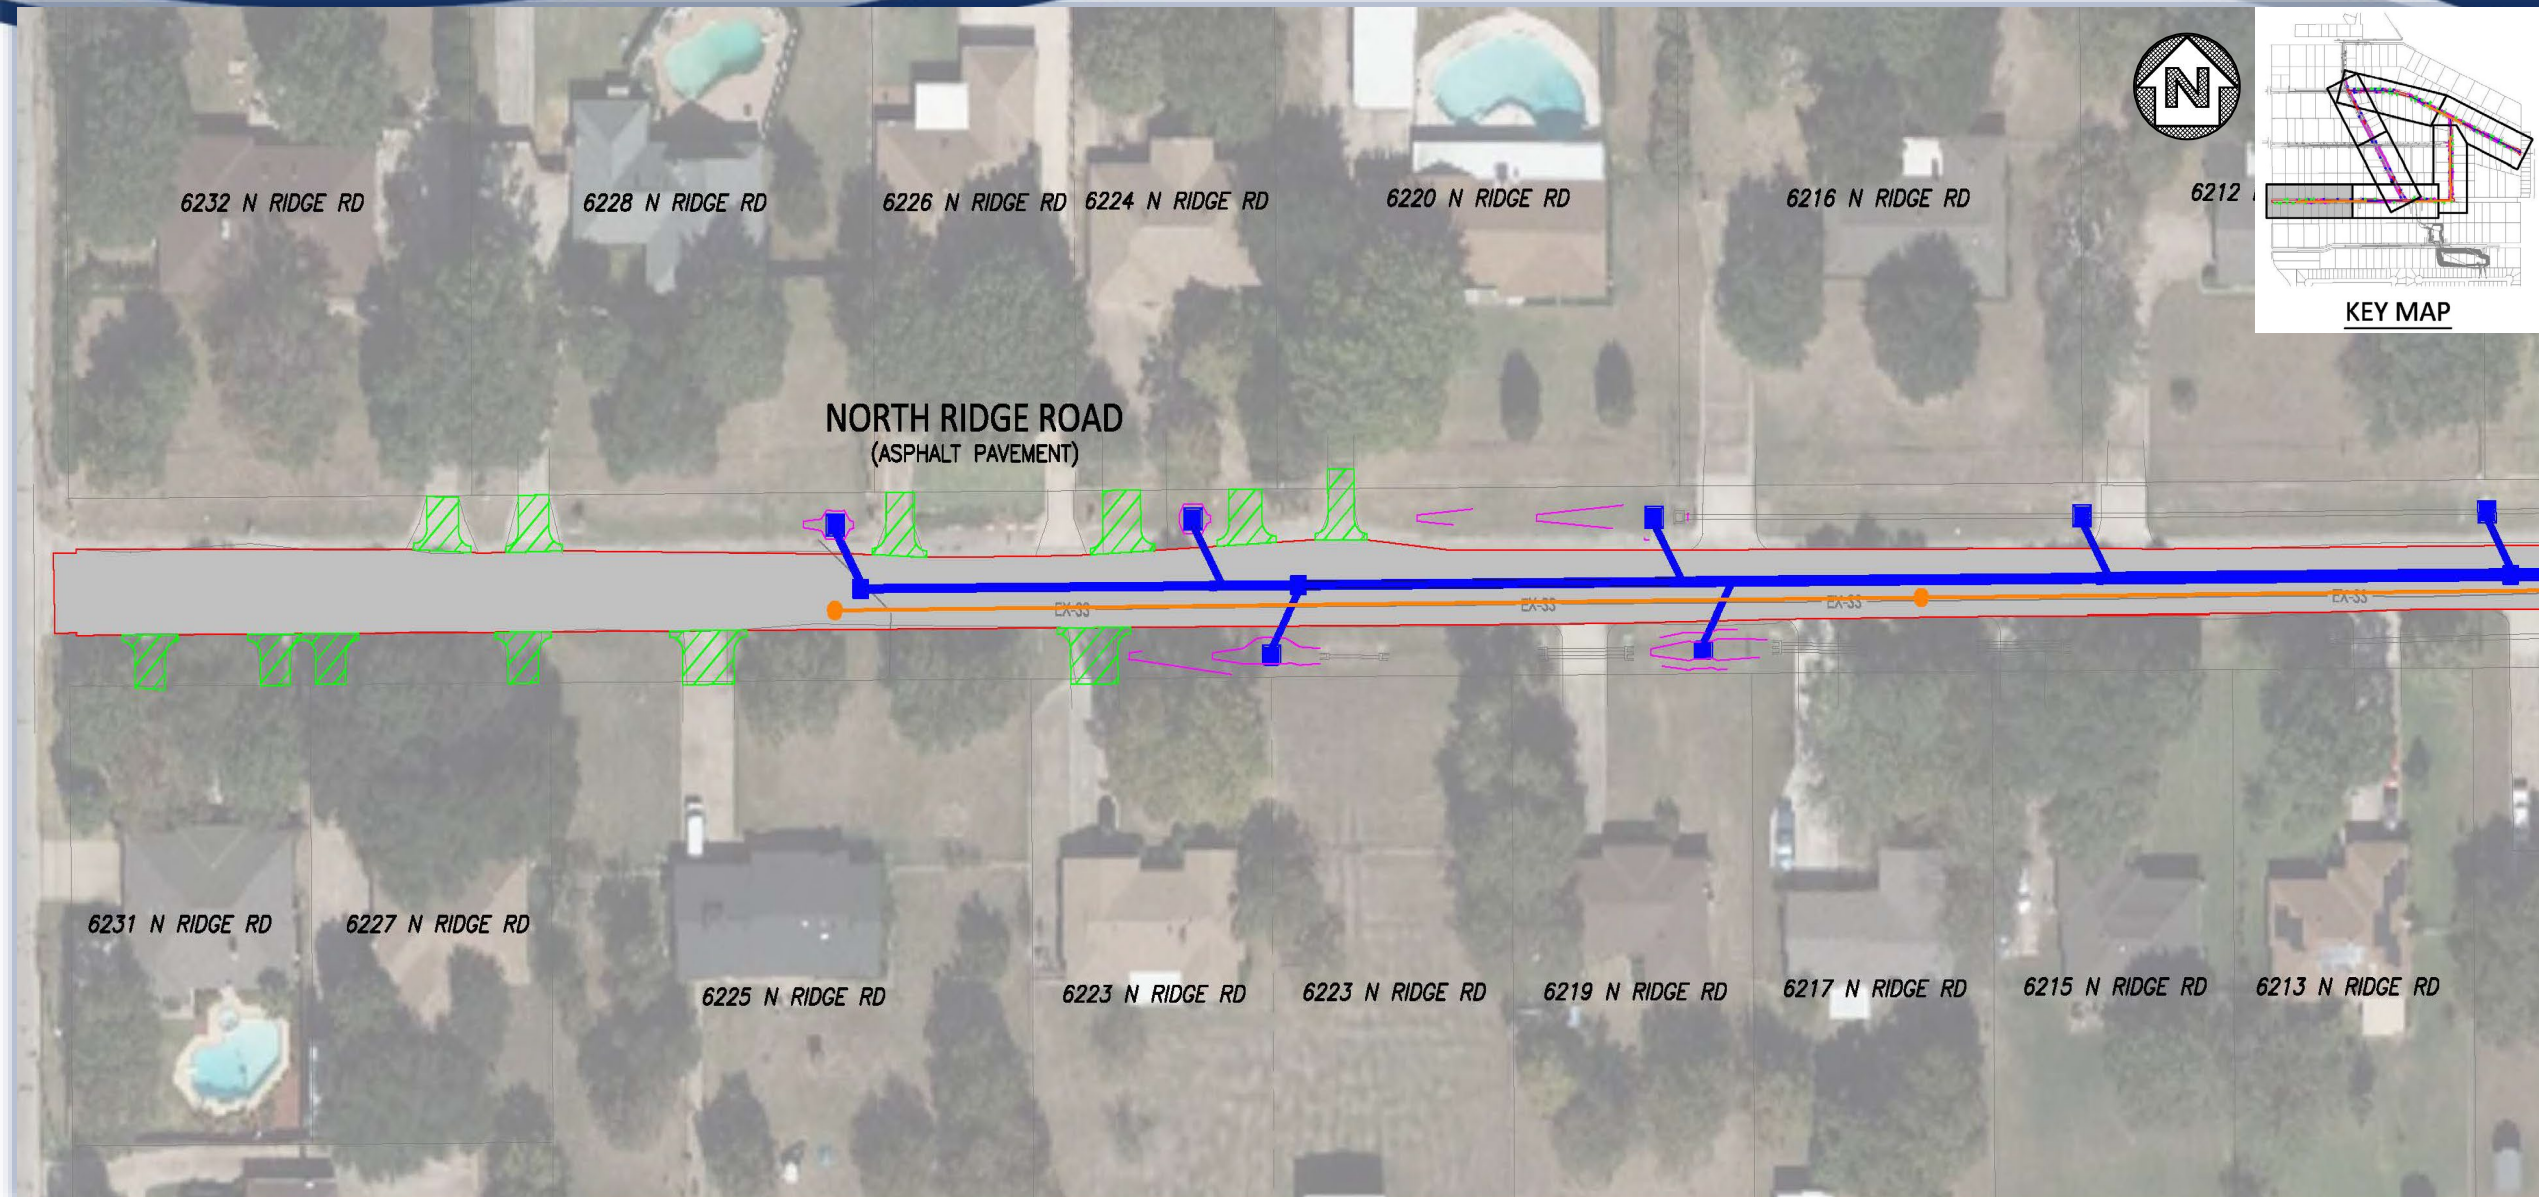 N
6232 N RIDGE RD
6228 N RIDGE RD
6226 N RIDGE RD
6224 N RIDGE RD
6220 N RIDGE RD
6216 N RIDGE RD
6212
KEY MAP
NORTH RIDGE ROAD
(ASPHALT PAVEMENT)
EX-SS
EX-SS
EX-SS
EX-SS
6231 N RIDGE RD
6227 N RIDGE RD
6225 N RIDGE RD
6223 N RIDGE RD
6223 N RIDGE RD
6219 N RIDGE RD
6217 N RIDGE RD
6215 N RIDGE RD
6213 N RIDGE RD